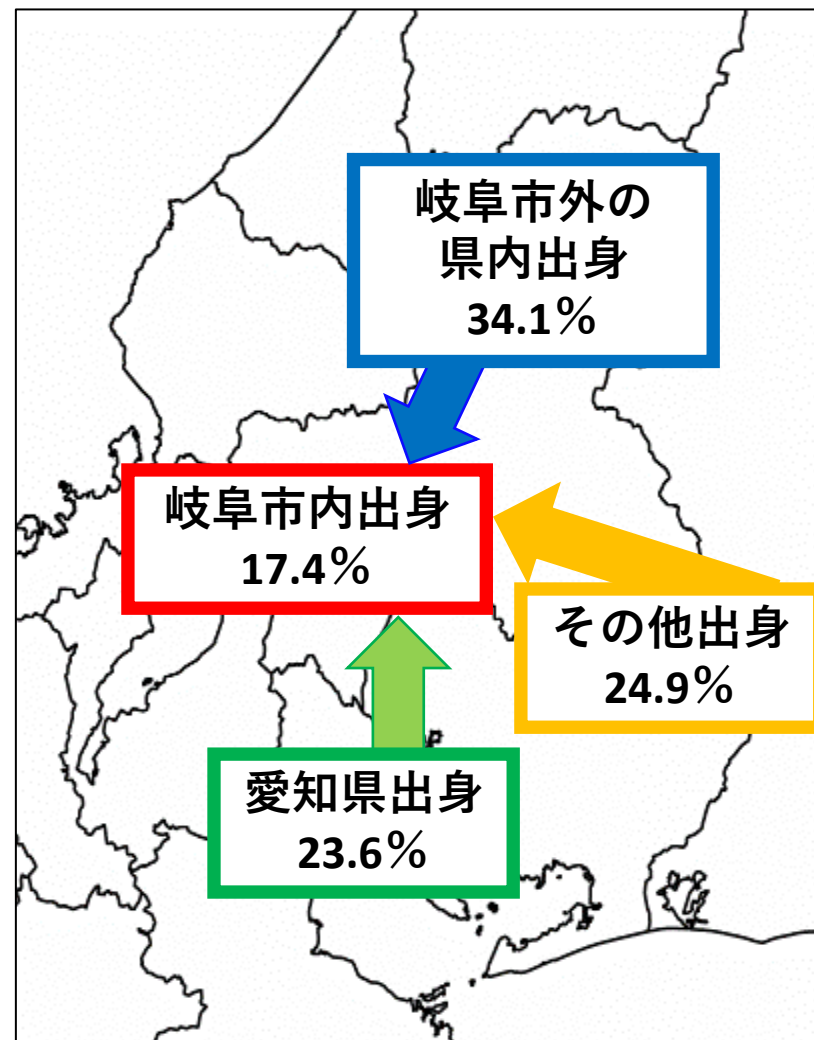 岐阜市外の
県内出身
34.1%
岐阜市内出身
17.4%
その他出身
24.9%
愛知県出身
23.6%